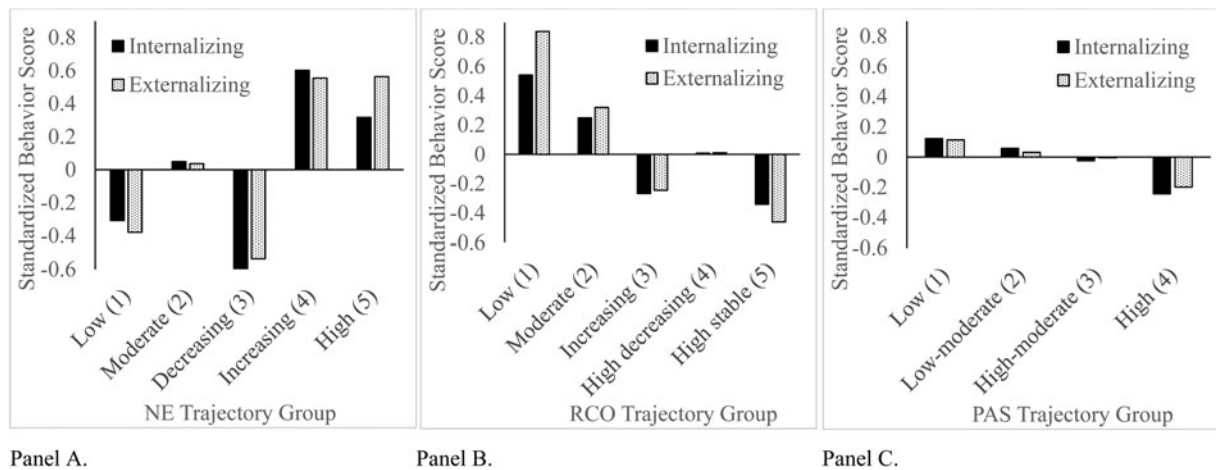 Standardized Behavior Score
0.8
0.6
0.4
0.2
0
-0.2
-0.4
-0.6
Internalizing
Externalizing
Low (1)
Moderate (2)
Decreasing (3)
Increasing (4)
High (5)
NE Trajectory Group
Standardized Behavior Score
0.8
0.6
0.4
0.2
0
-0.2
-0.4
-0.6
Internalizing
Externalizing
Low (1)
Moderate (2)
Increasing (3)
High decreasing (4)
High stable (5)
RCO Trajectory Group
Standardized Behavior Score
0.8
0.6
0.4
0.2
0
-0.2
-0.4
-0.6
Internalizing
Externalizing
Low (1)
Low-moderate (2)
High-moderate (3)
High (4)
PAS Trajectory Group
Panel A.
Panel B.
Panel C.